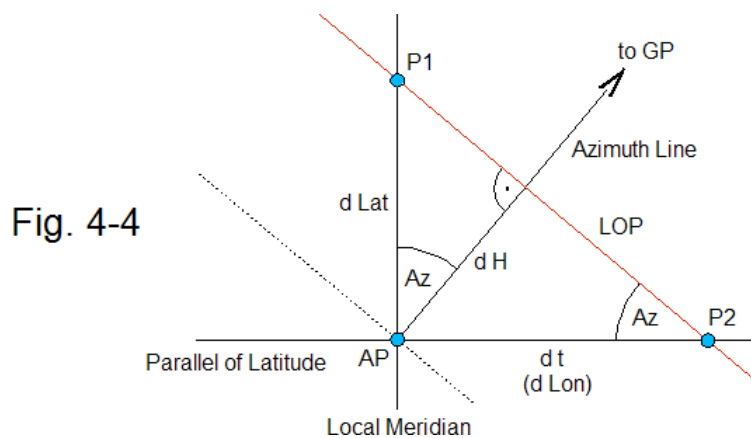 to GP
P1
Azimuth Line
d Lat
Fig. 4-4
LOP
d H
Az
Az
P2
AP
Parallel of Latitude
d t
(d Lon)
Local Meridian